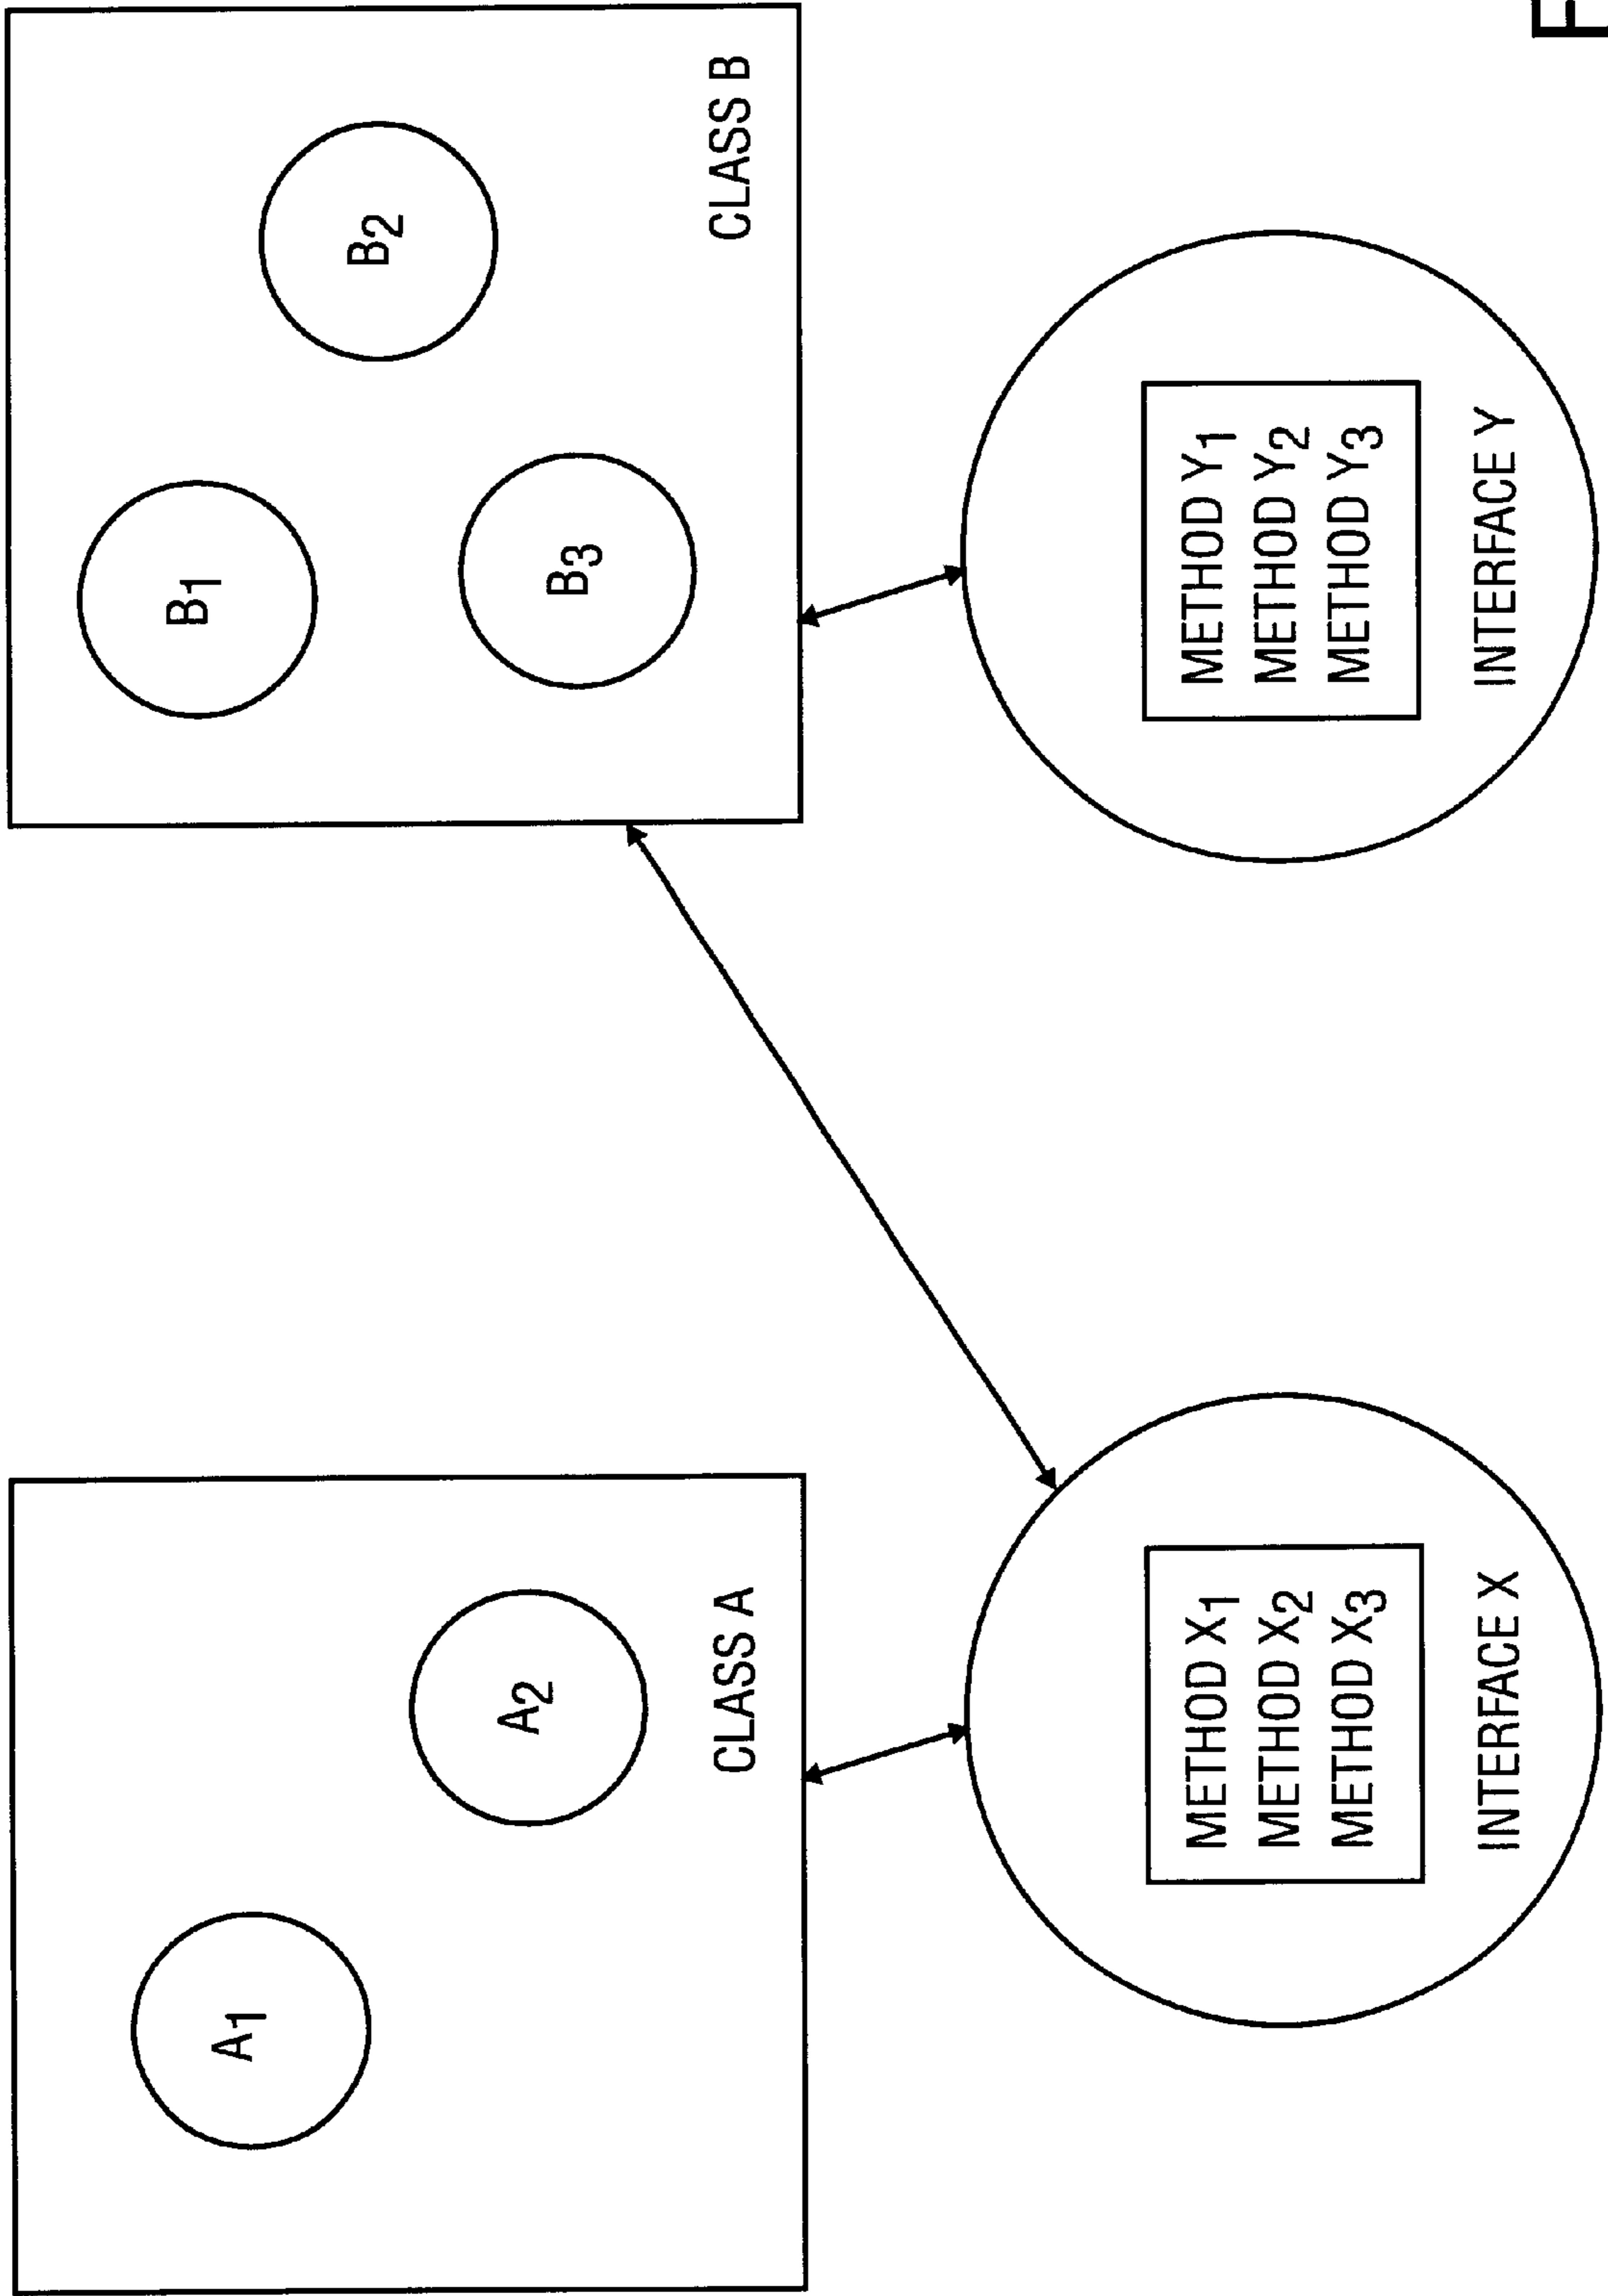 A1
A2
CLASS A
B1
B2
B3
CLASS B
METHOD X1
METHOD X2
METHOD X3
INTERFACE X
METHOD Y1
METHOD Y2
METHOD Y3
INTERFACE Y